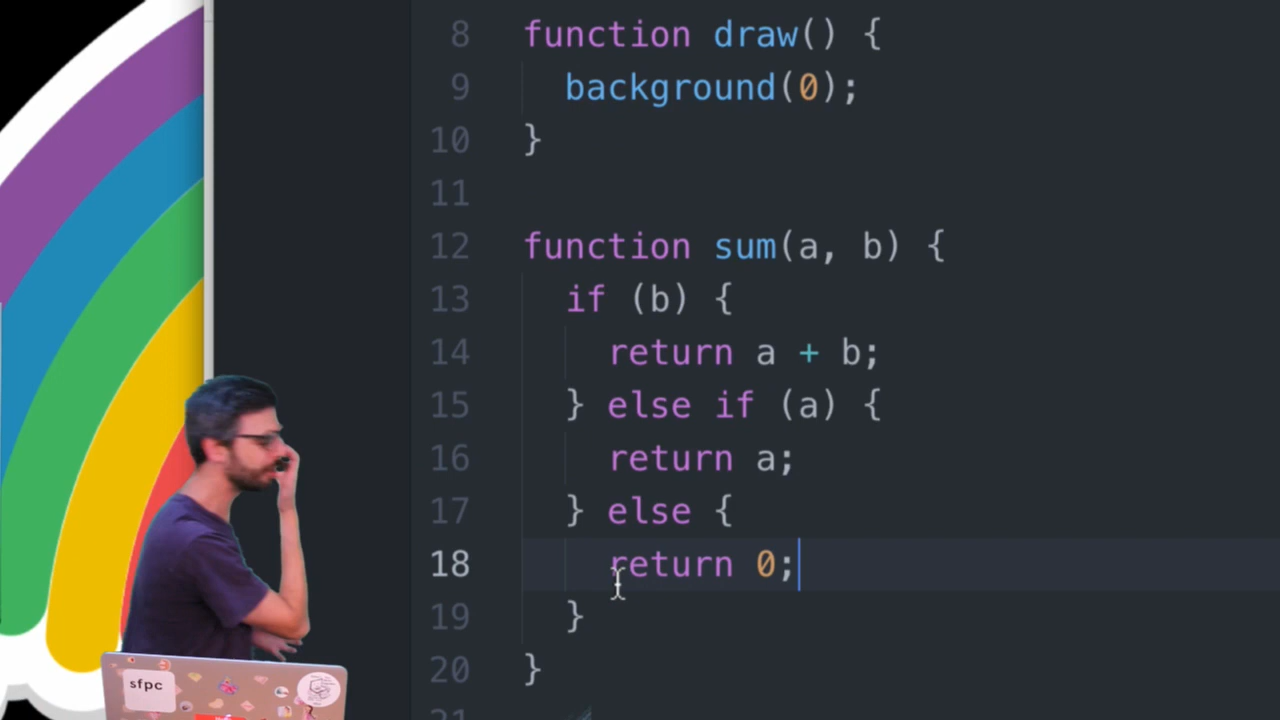 8 function draw() {
9 background(0);
10 }
11
12 function sum(a, b) {
13 if (b) {
14 return a + b;
15 } else if (a) {
16 return a;
17 } else {
18 return 0;
19 }
20 }
21
sfpc